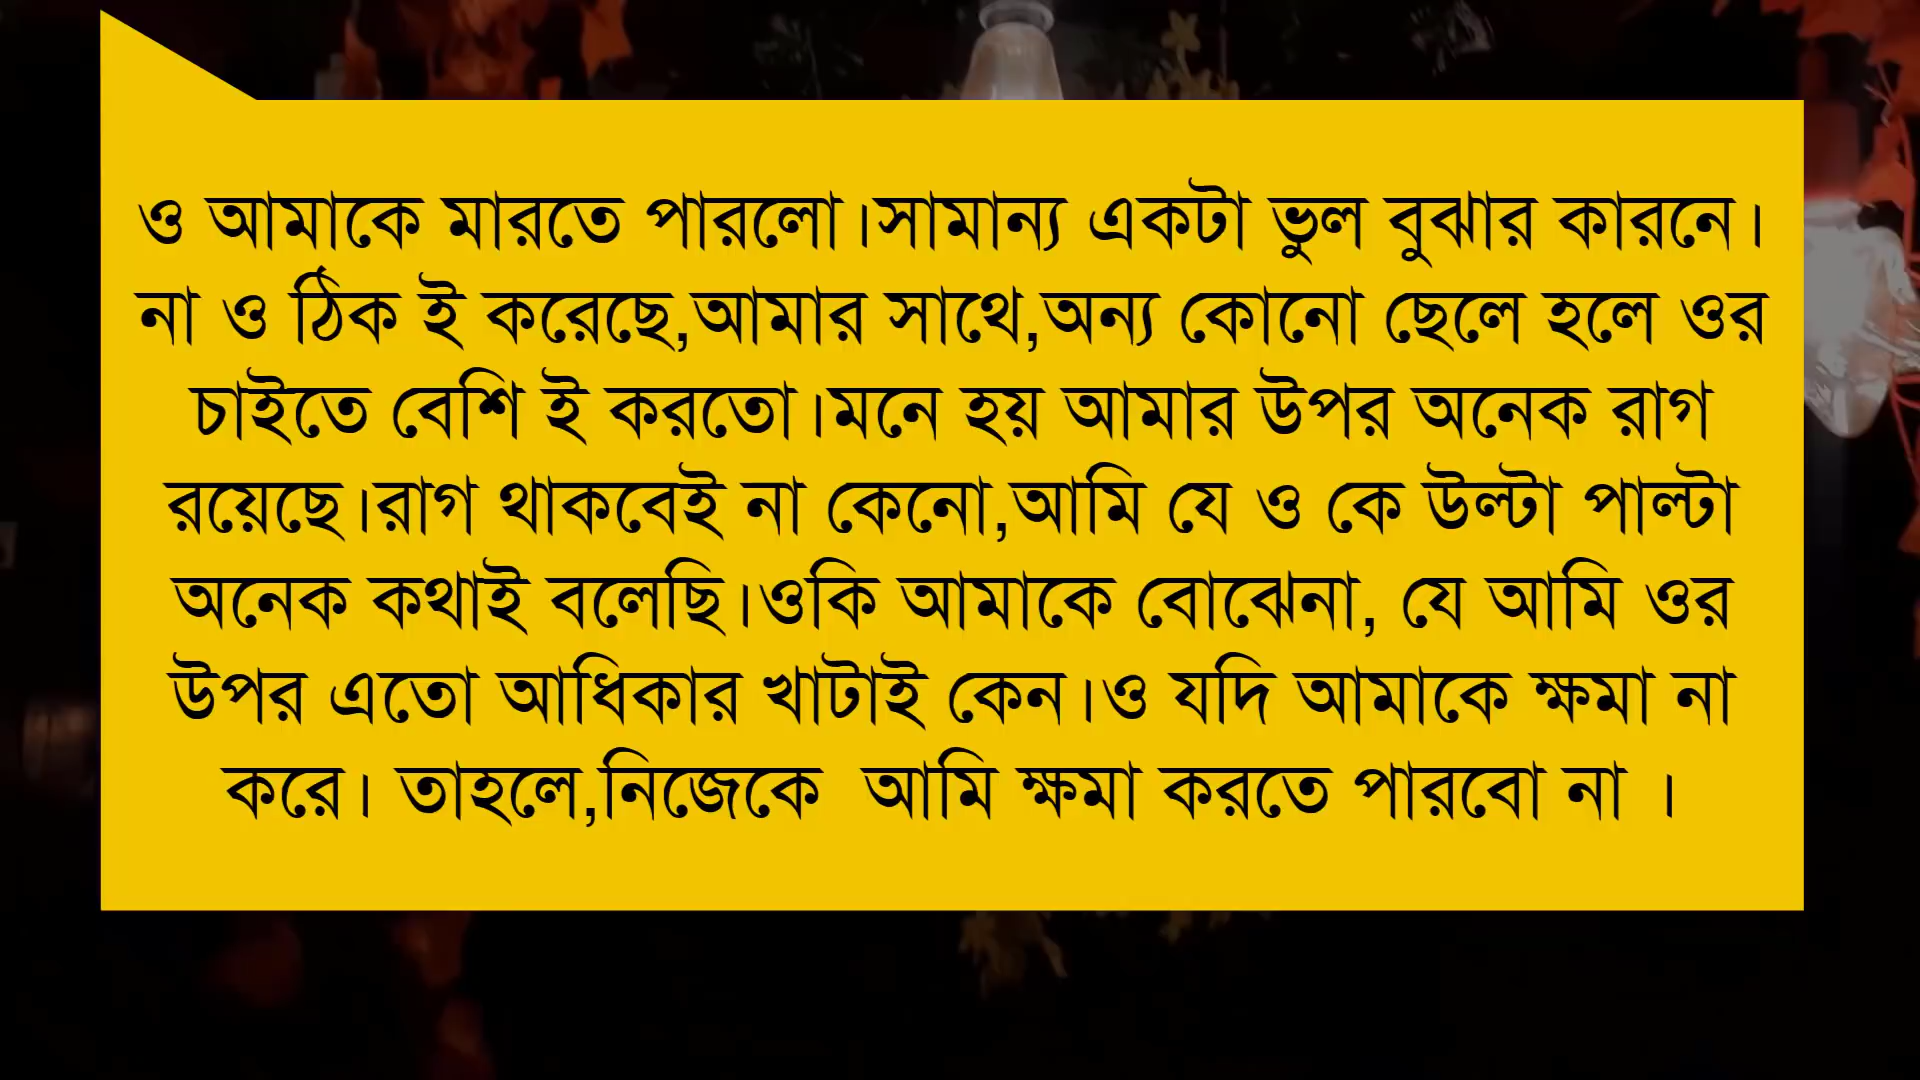 ও আমাকে মারতে পারলো।সামান্য একটা ভুল বুঝার কারনে।
না ও ঠিক ই করেছে,আমার সাথে,অন্য কোনো ছেলে হলে ওর
চাইতে বেশি ই করতো।মনে হয় আমার উপর অনেক রাগ
রয়েছে।রাগ থাকবেই না কেনো,আমি যে ও কে উল্টা পাল্টা
অনেক কথাই বলেছি।ওকি আমাকে বোঝেনা, যে আমি ওর
উপর এতো আধিকার খাটাই কেন।ও যদি আমাকে ক্ষমা না
করে। তাহলে,নিজেকে  আমি ক্ষমা করতে পারবো না ।